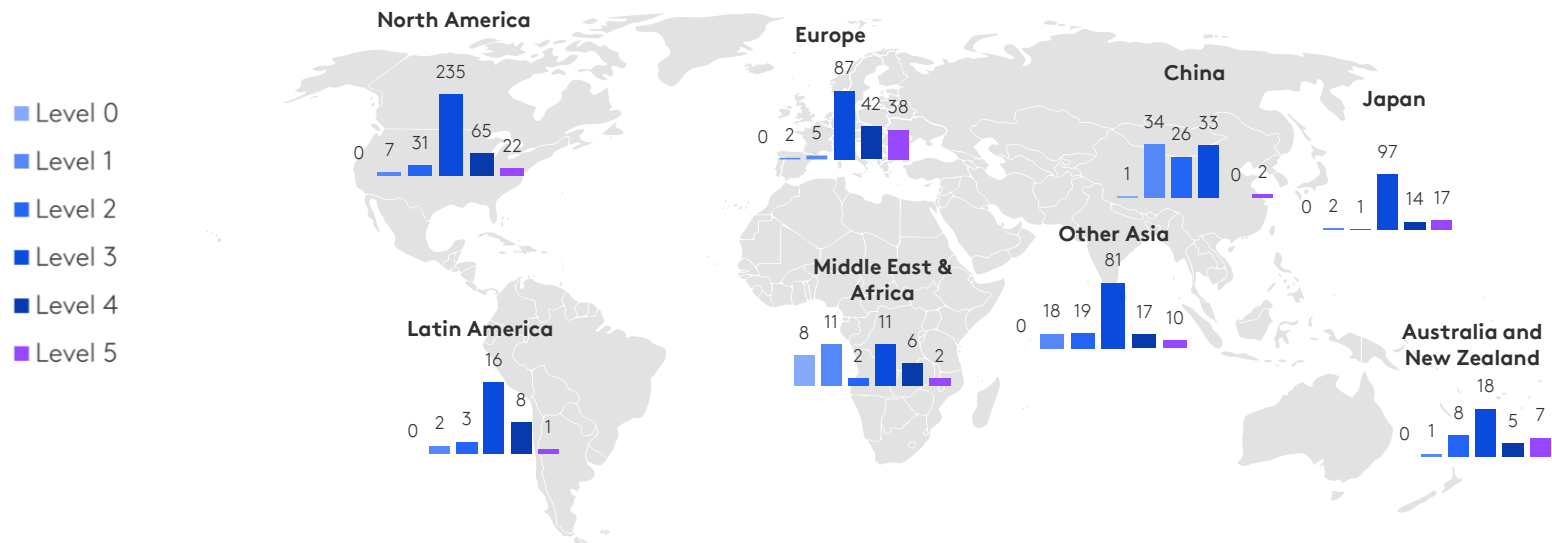 Level 0
Level 1
Level 2
Level 3
Level 4
Level 5
North America
0 7 31 235 65 22
Europe
0 2 5 87 42 38
China
1 34 26 33 0 2
Japan
0 2 1 97 14 17
Other Asia
0 18 19 81 17 10
Middle East &
Africa
8 11 2 11 6 2
Latin America
0 2 3 16 8 1
Australia and
New Zealand
0 1 8 18 5 7